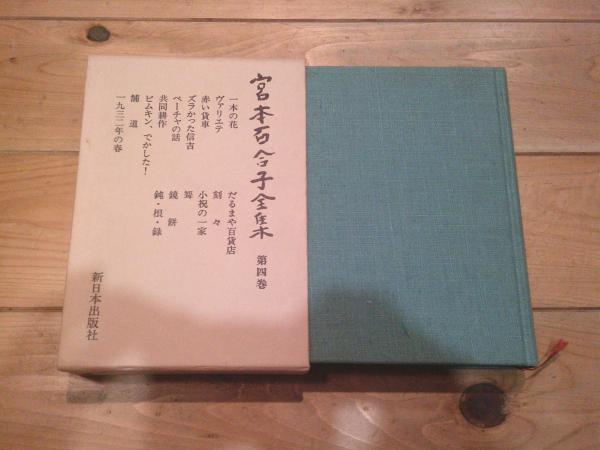 宮本百合子全集
第四巻
一本の花
ヴァリエテ
赤い貨車
ズラかった信吉
ペーチャの話
共同耕作
ピムキン、でかした!
舗道
一九三二年の春
だるまや百貨店
刻々
小祝の一家
鏡餅
鈍・根・録
新日本出版社